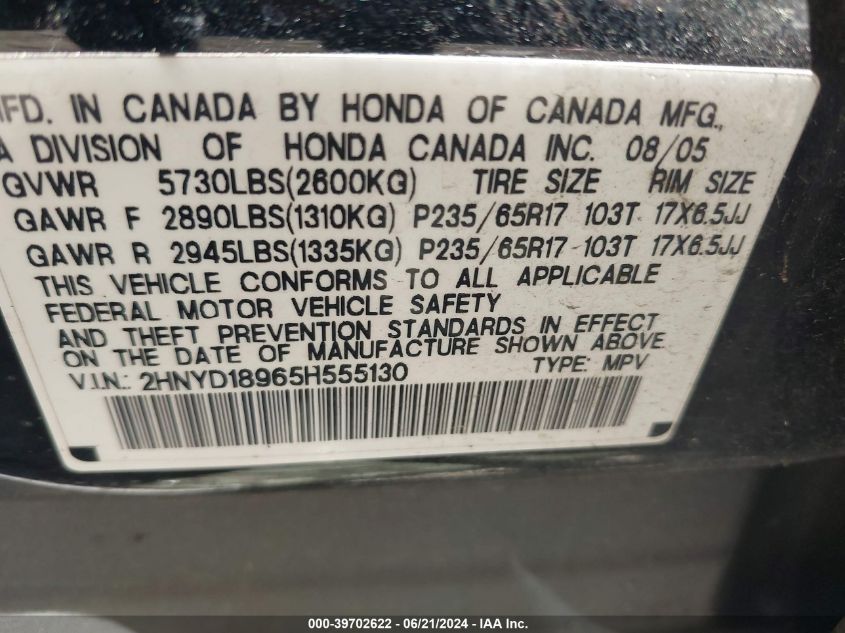 MFD. IN CANADA BY HONDA OF CANADA MFG.,
A DIVISION OF HONDA CANADA INC. 08/05
GVWR 5730LBS(2600KG) TIRE SIZE RIM SIZE
GAWR F 2890LBS(1310KG) P235/65R17 103T 17X6.5JJ
GAWR R 2945LBS(1335KG) P235/65R17 103T 17X6.5JJ
THIS VEHICLE CONFORMS TO ALL APPLICABLE
FEDERAL MOTOR VEHICLE SAFETY
AND THEFT PREVENTION STANDARDS IN EFFECT
ON THE DATE OF MANUFACTURE SHOWN ABOVE.
V.I.N.: 2HNYD18965H555130 TYPE: MPV
000-39702622 - 06/21/2024 - IAA Inc.